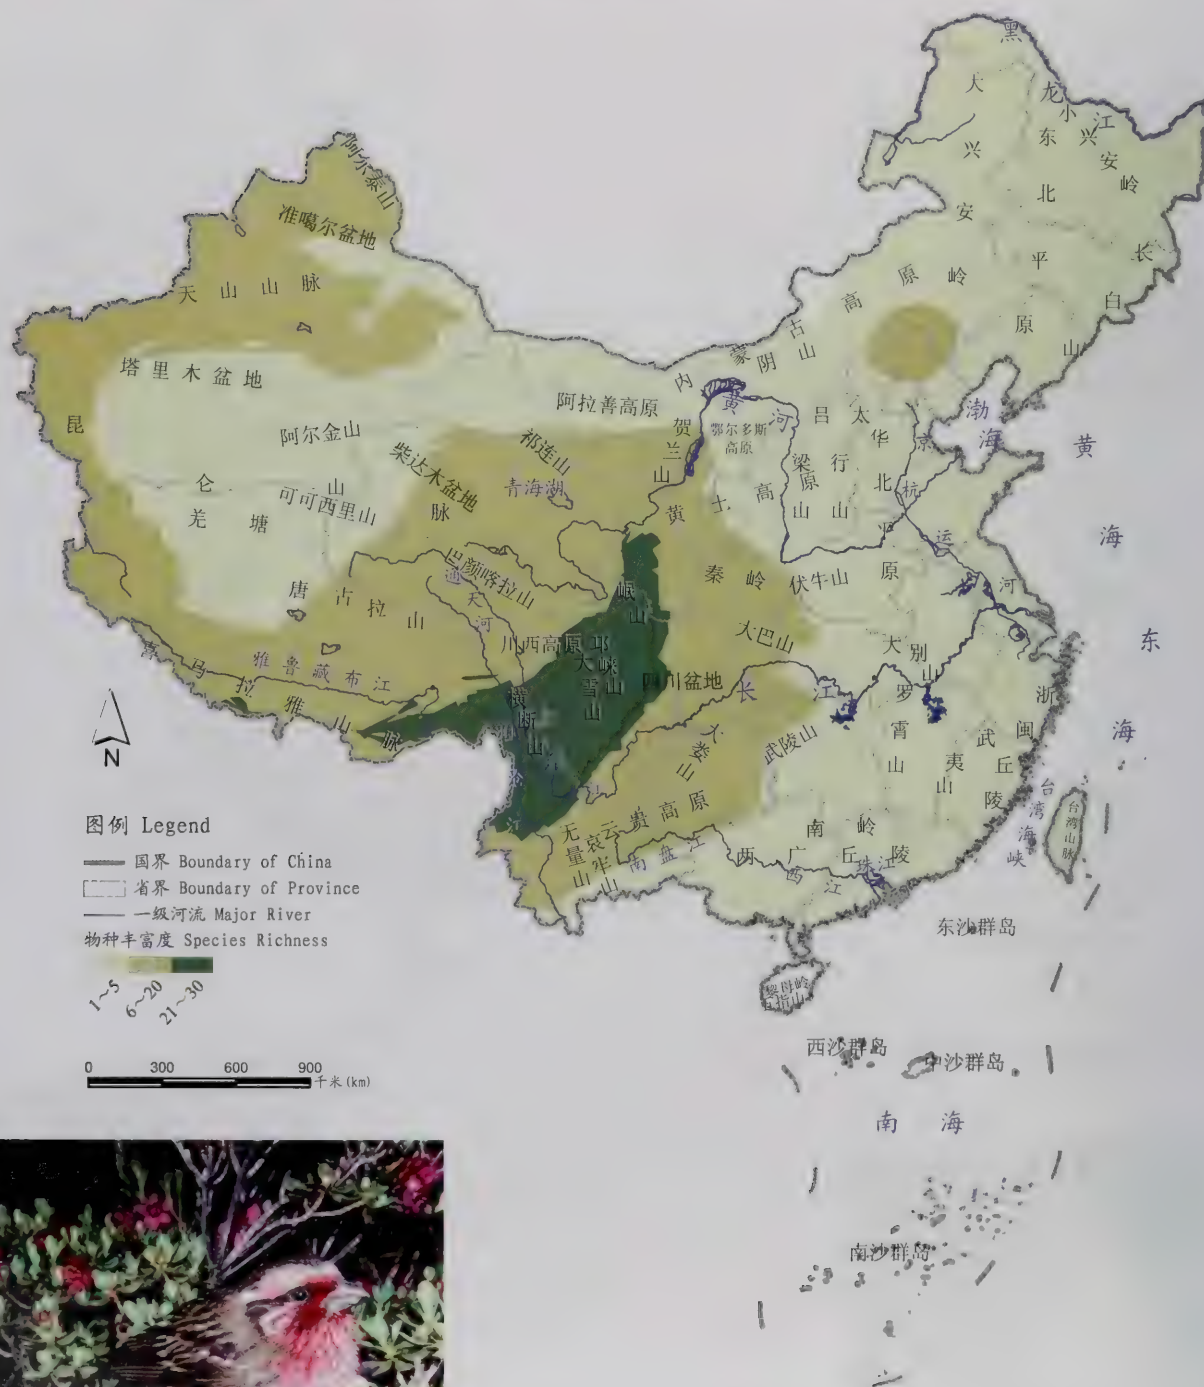 黑龙江
大兴安岭
小兴安岭
东北平原
长白山
阿尔泰山
准噶尔盆地
天山山脉
内蒙古高原
阴山
塔里木盆地
阿拉善高原
贺兰山
黄河
鄂尔多斯
高原
吕梁山
太行山
华北平原
京杭运河
渤海
黄海
昆仑山脉
阿尔金山
祁连山
柴达木盆地
青海湖
可可西里山
羌塘
黄土高原
巴颜喀拉山
通天河
唐古拉山
秦岭
伏牛山
岷山
川西高原
邛崃山
大雪山
大巴山
大别山
四川盆地
长江
东海
喜马拉雅山脉
雅鲁藏布江
横断山
大娄山
武陵山
罗霄山
武夷山
浙闽丘陵
台湾海峡
台湾山脉
云贵高原
无量山
哀牢山
南盘江
南岭
两广丘陵
西江
珠江
东沙群岛
黎母岭
五指山
西沙群岛
中沙群岛
南海
南沙群岛
N
图例 Legend
国界 Boundary of China
省界 Boundary of Province
一级河流 Major River
物种丰富度 Species Richness
1~5
6~20
21~30
0 300 600 900
千米(km)